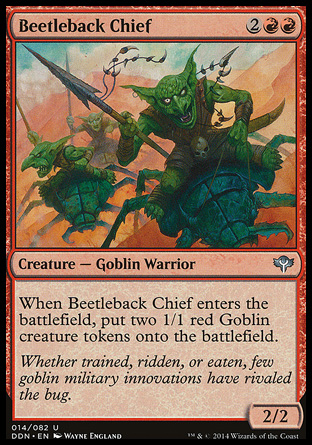 Beetleback Chief 2
Creature — Goblin Warrior
When Beetleback Chief enters the
battlefield, put two 1/1 red Goblin
creature tokens onto the battlefield.
Whether trained, ridden, or eaten, few
goblin military innovations have rivaled
the bug.
2/2
014/082 U
DDN • EN Wayne England ™ & © 2014 Wizards of the Coast